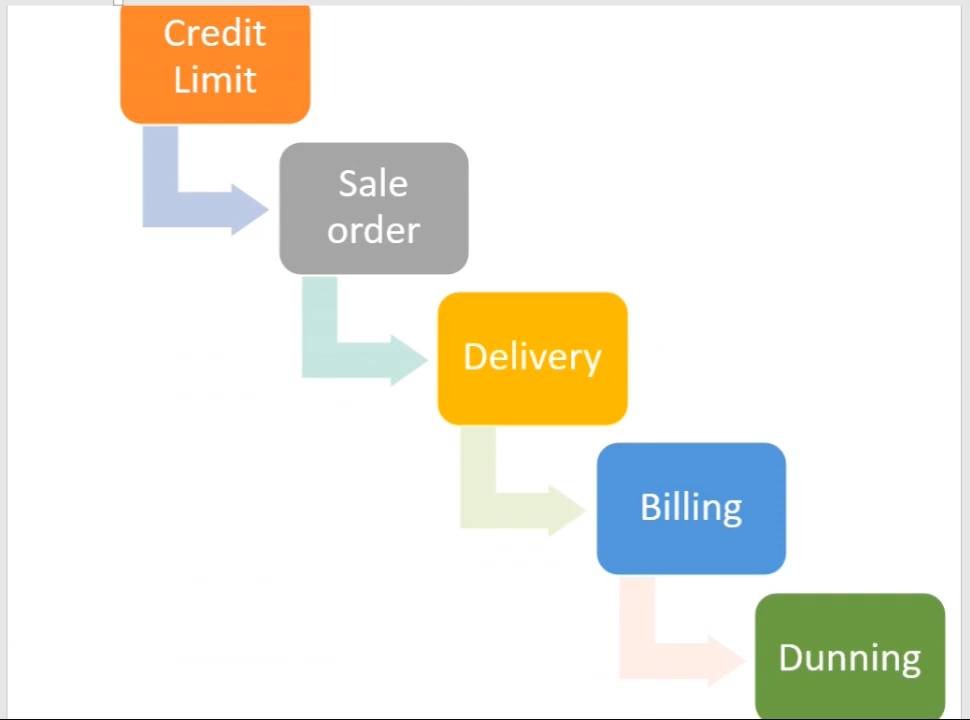 Credit
Limit
Sale
order
Delivery
Billing
Dunning